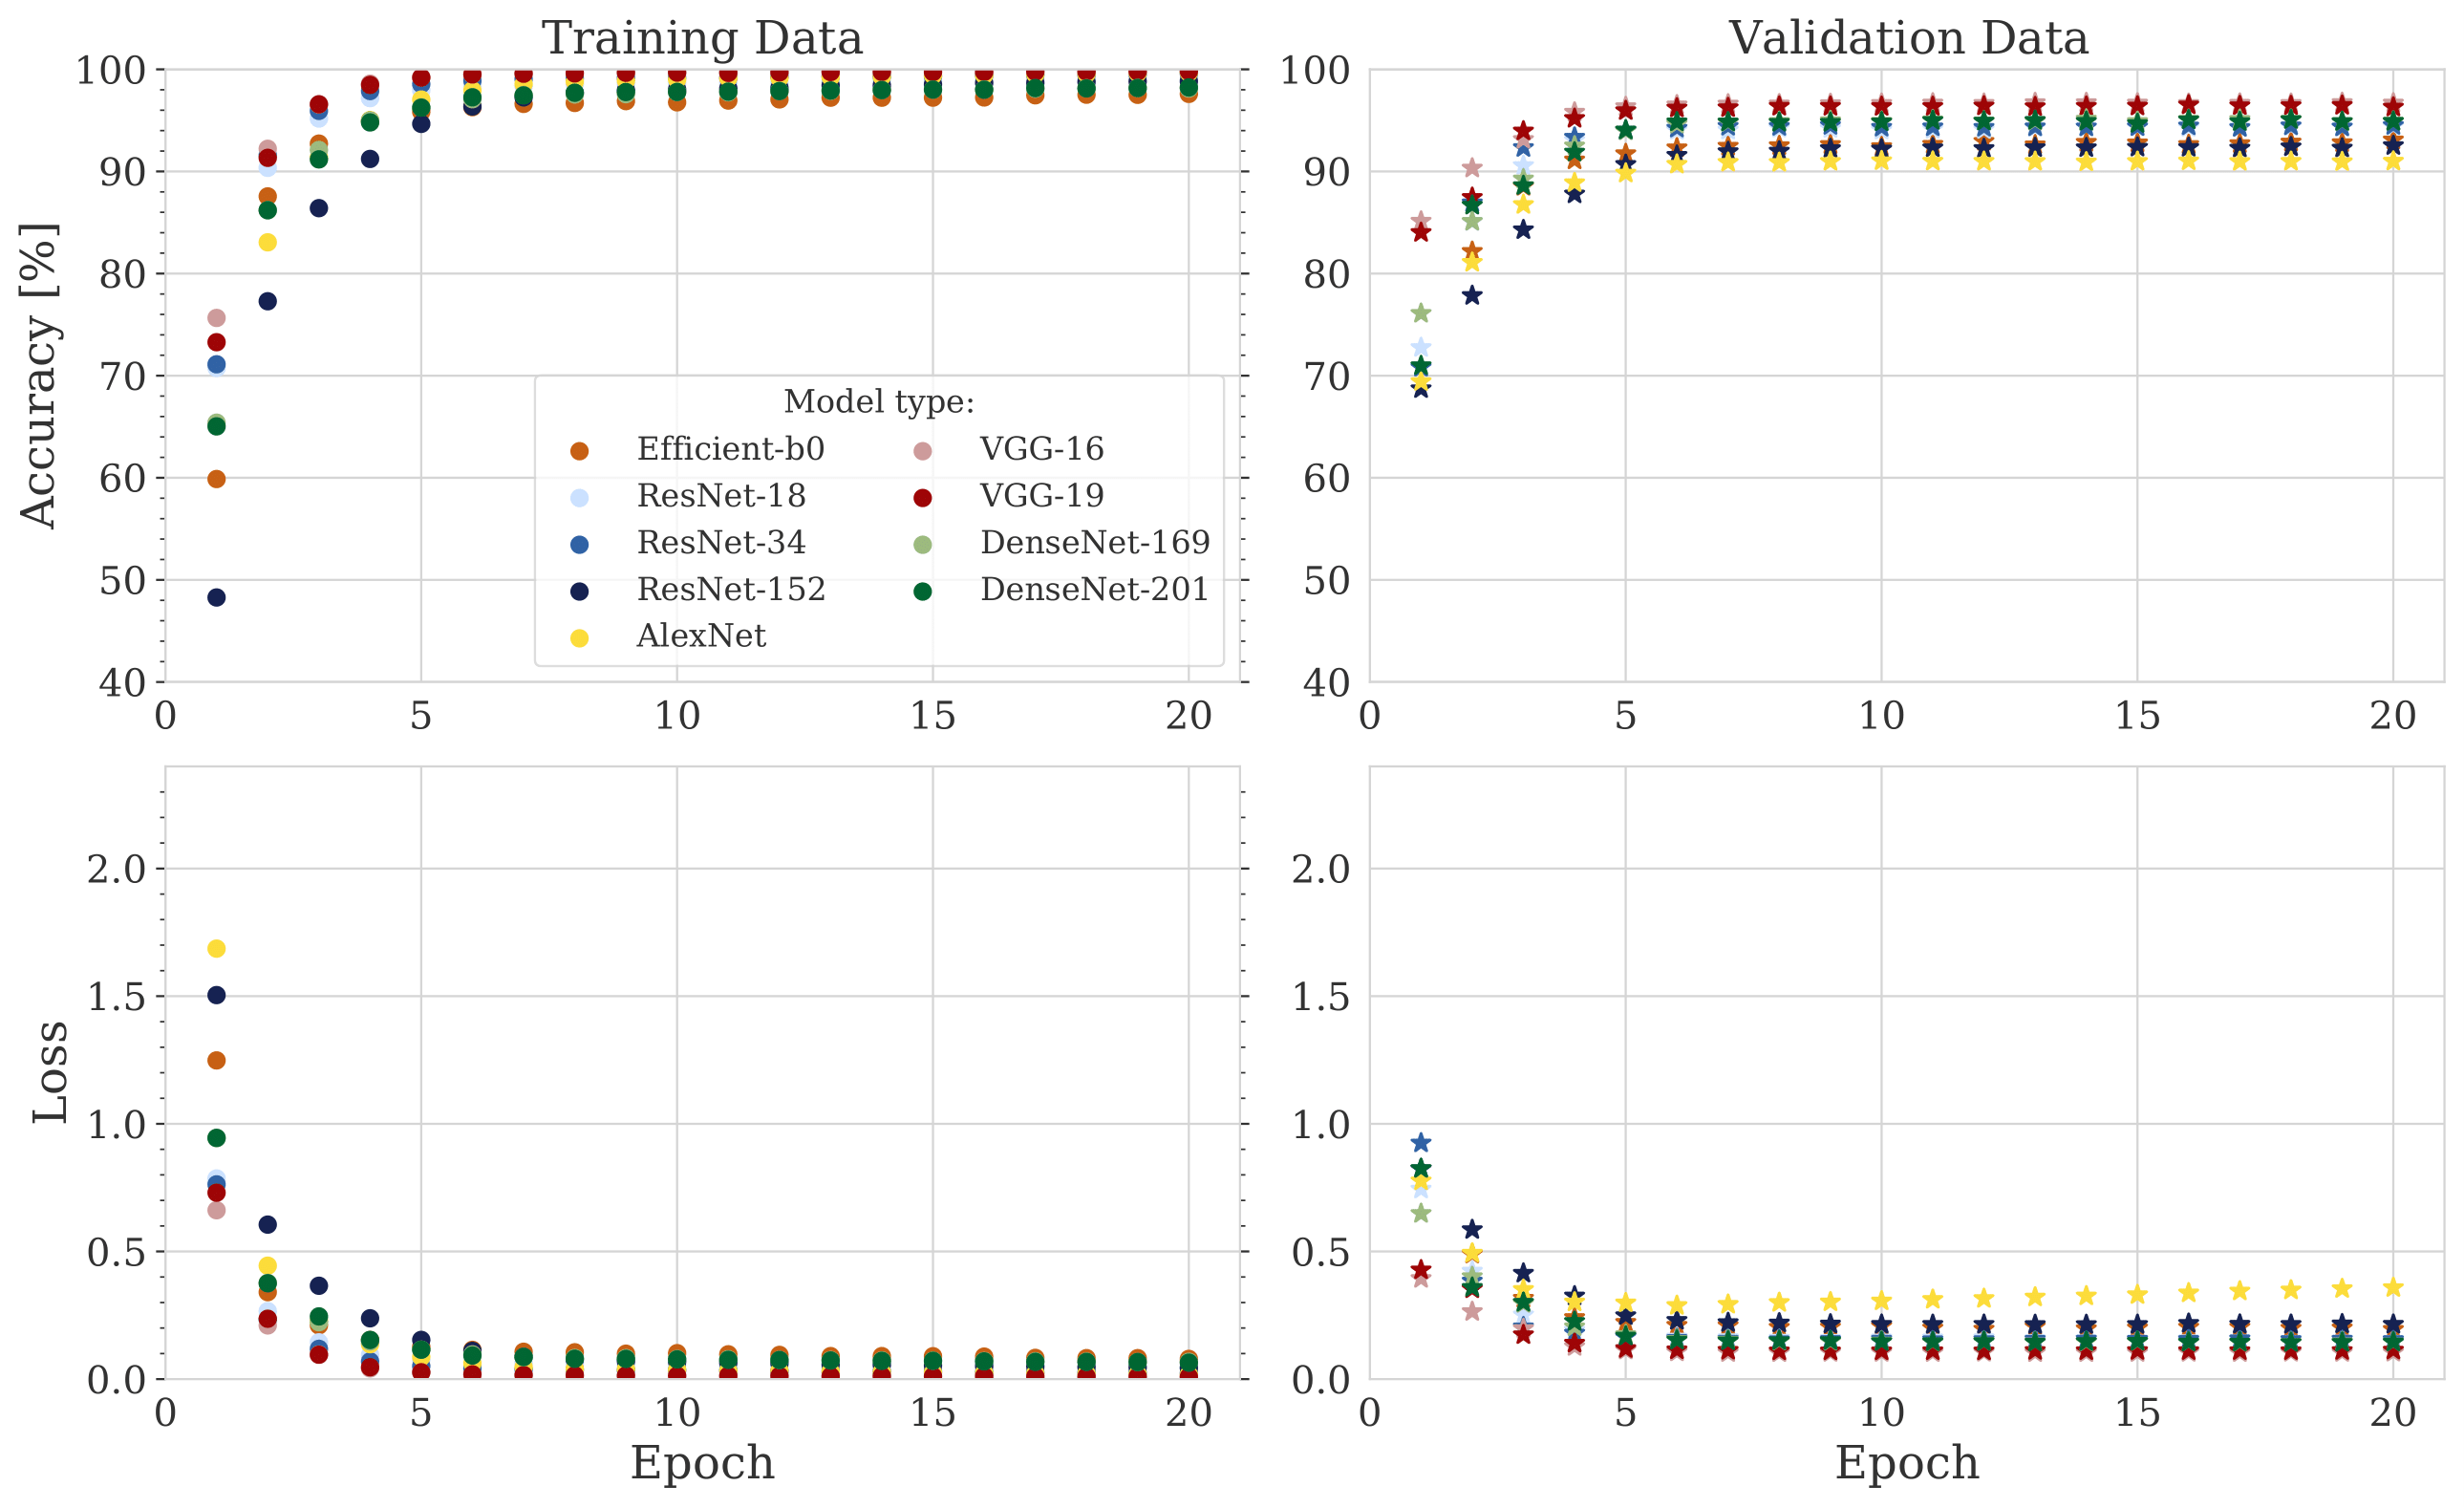 Training Data
Validation Data
Accuracy [%]
100
90
80
70
60
50
40
0 5 10 15 20
Model type:
Efficient-b0
ResNet-18
ResNet-34
ResNet-152
AlexNet
VGG-16
VGG-19
DenseNet-169
DenseNet-201
100
90
80
70
60
50
40
0 5 10 15 20
Loss
2.0
1.5
1.0
0.5
0.0
0 5 10 15 20
Epoch
2.0
1.5
1.0
0.5
0.0
0 5 10 15 20
Epoch